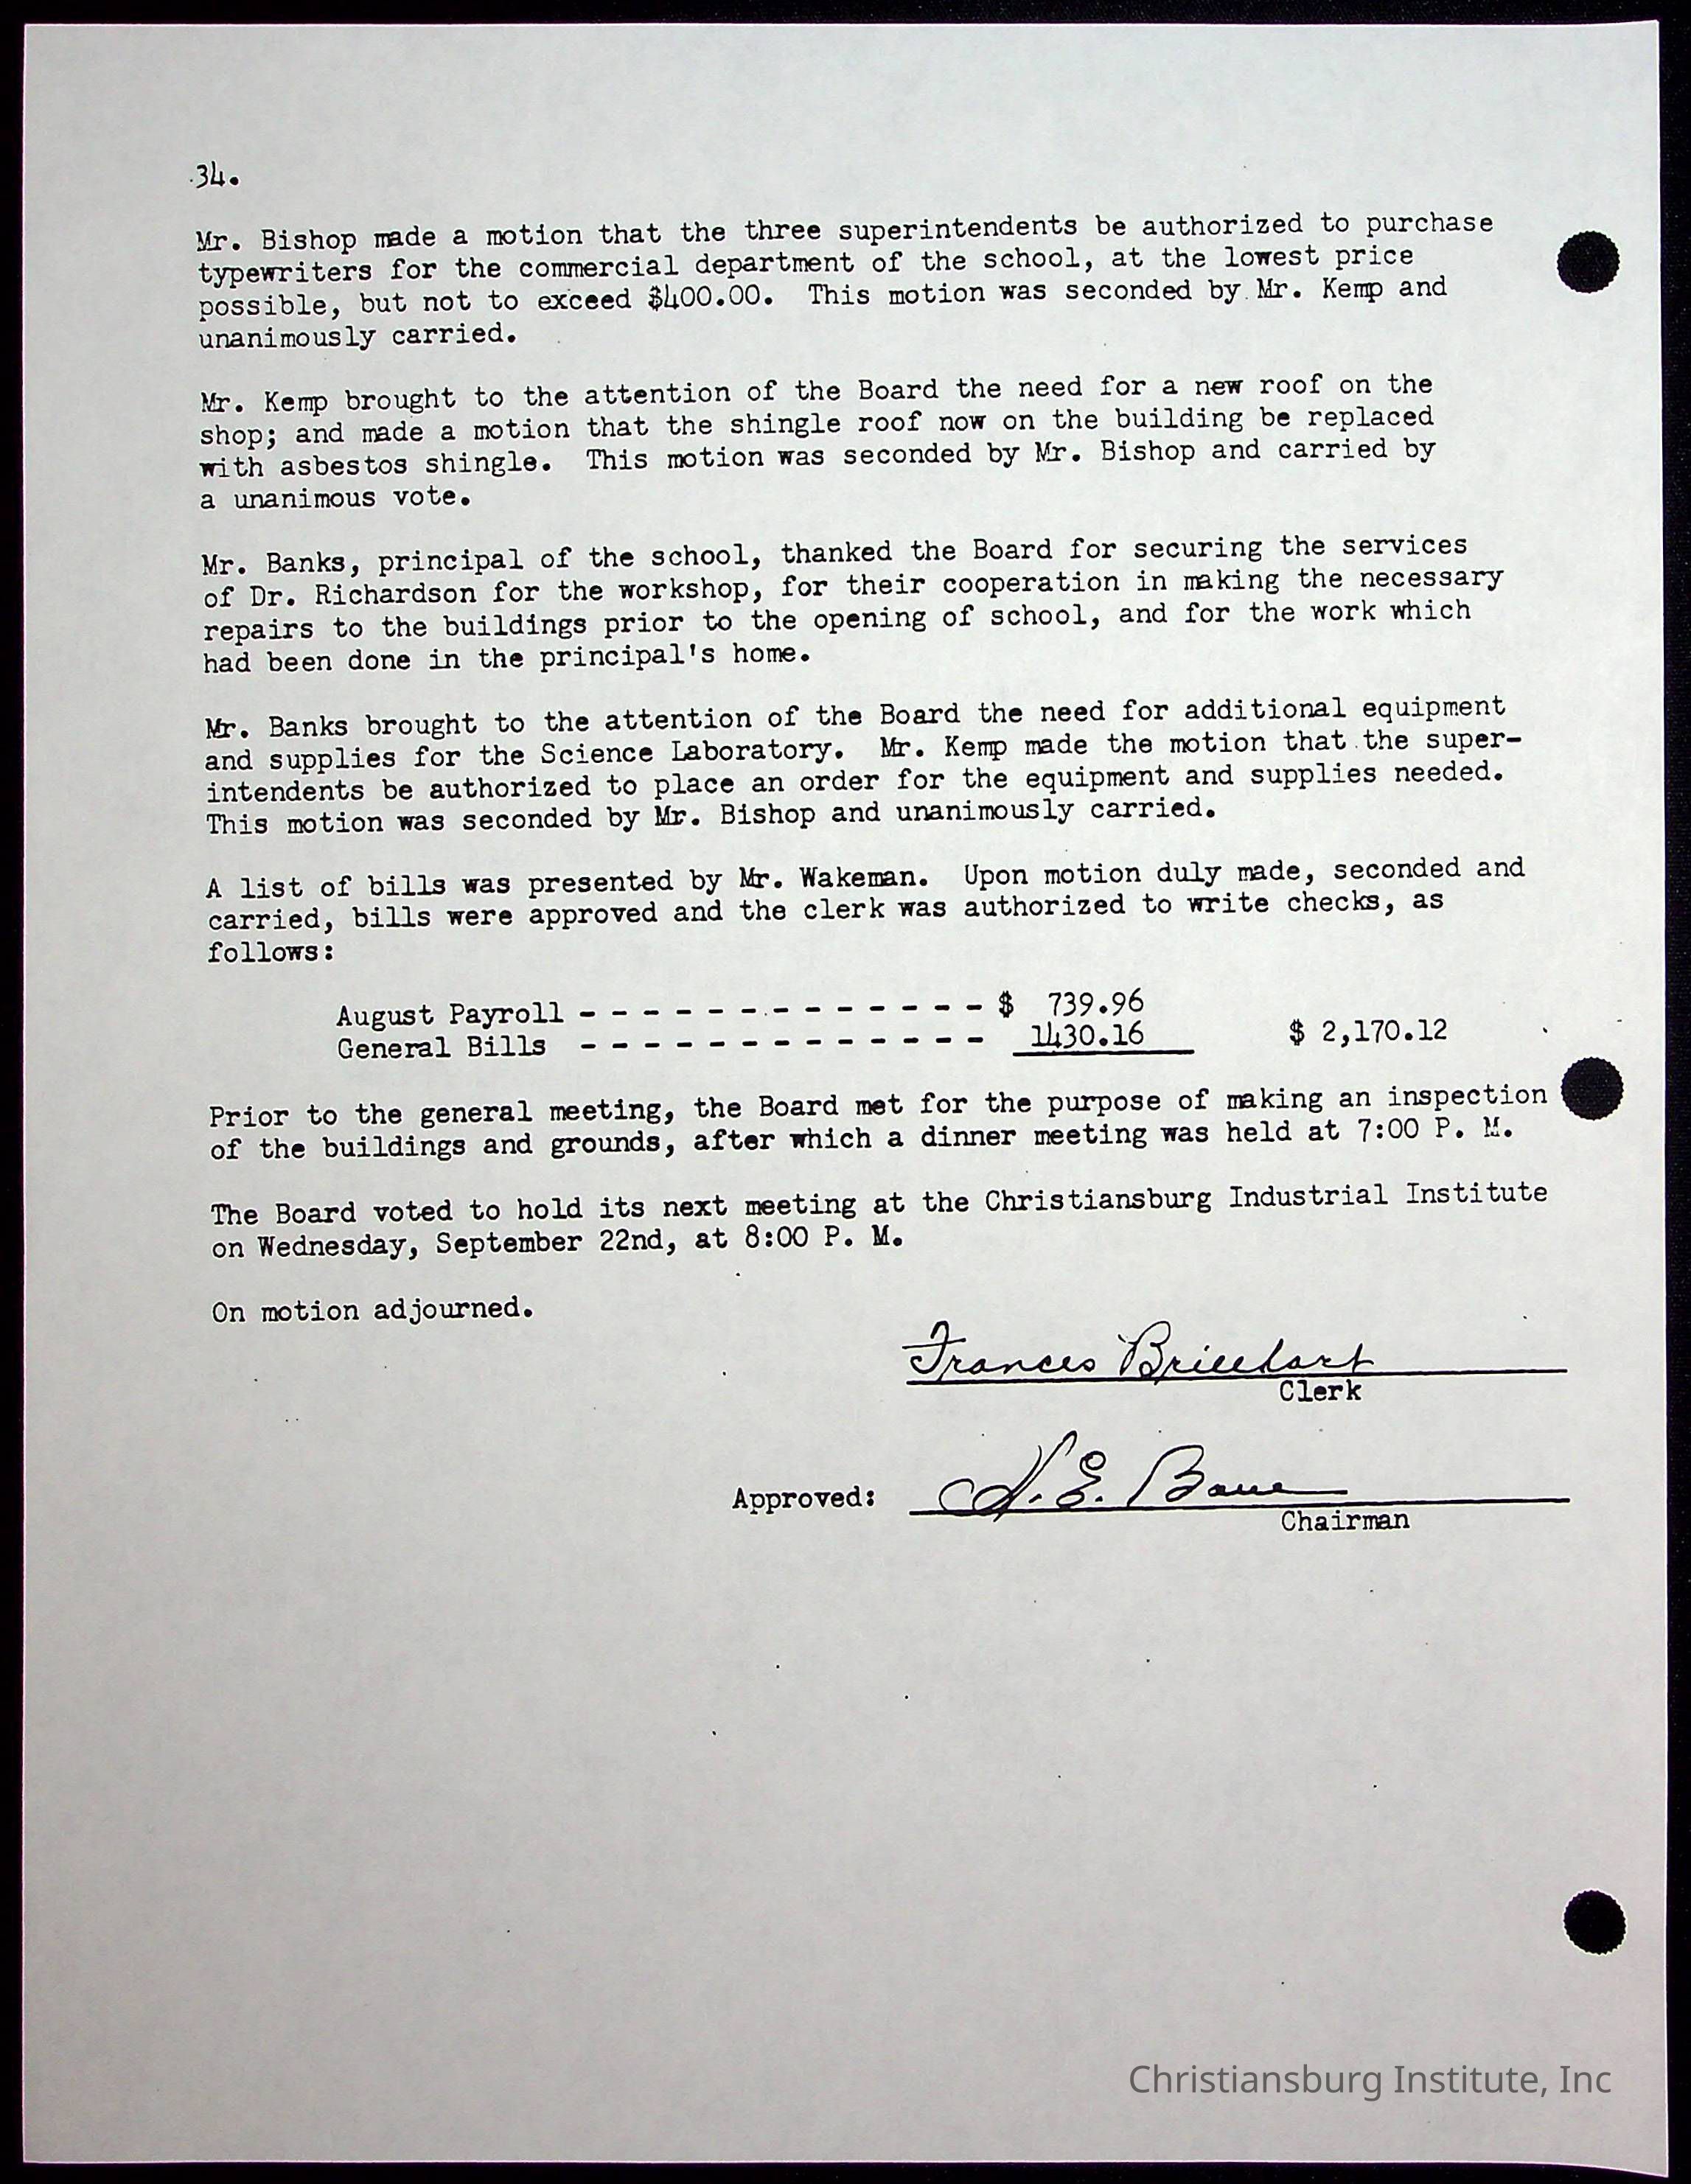 34.
Mr. Bishop made a motion that the three superintendents be authorized to purchase
typewriters for the commercial department of the school, at the lowest price
possible, but not to exceed $400.00. This motion was seconded by Mr. Kemp and
unanimously carried.
Mr. Kemp brought to the attention of the Board the need for a new roof on the
shop; and made a motion that the shingle roof now on the building be replaced
with asbestos shingle. This motion was seconded by Mr. Bishop and carried by
a unanimous vote.
Mr. Banks, principal of the school, thanked the Board for securing the services
of Dr. Richardson for the workshop, for their cooperation in making the necessary
repairs to the buildings prior to the opening of school, and for the work which
had been done in the principal's home.
Mr. Banks brought to the attention of the Board the need for additional equipment
and supplies for the Science Laboratory. Mr. Kemp made the motion that the super-
intendents be authorized to place an order for the equipment and supplies needed.
This motion was seconded by Mr. Bishop and unanimously carried.
A list of bills was presented by Mr. Wakeman. Upon motion duly made, seconded and
carried, bills were approved and the clerk was authorized to write checks, as
follows:
August Payroll - - - - - - - - - - - - - $ 739.96
General Bills - - - - - - - - - - - - - 1430.16 $ 2,170.12
Prior to the general meeting, the Board met for the purpose of making an inspection
of the buildings and grounds, after which a dinner meeting was held at 7:00 P. M.
The Board voted to hold its next meeting at the Christiansburg Industrial Institute
on Wednesday, September 22nd, at 8:00 P. M.
On motion adjourned.
Frances
Clerk
Approved: E.
Chairman
Christiansburg Institute, Inc